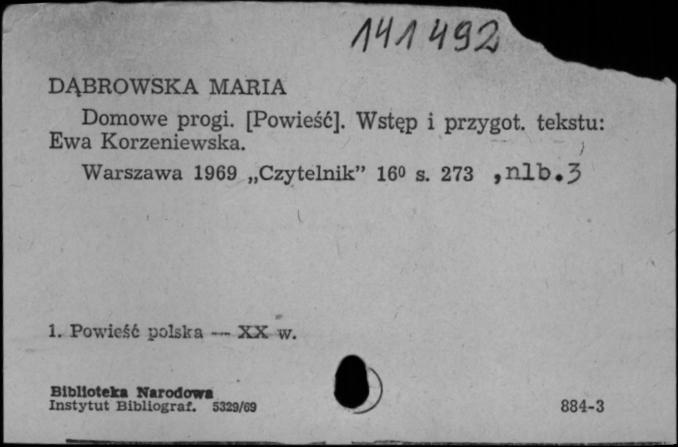 141492
DĄBROWSKA MARIA
Domowe progi. [Powieść]. Wstęp i przygot. tekstu:
Ewa Korzeniewska.
Warszawa 1969 „Czytelnik” 16⁰ s. 273 ,nlb.3
1. Powieść polska — XX w.
Biblioteka Narodowa
Instytut Bibliograf. 5329/69
884-3